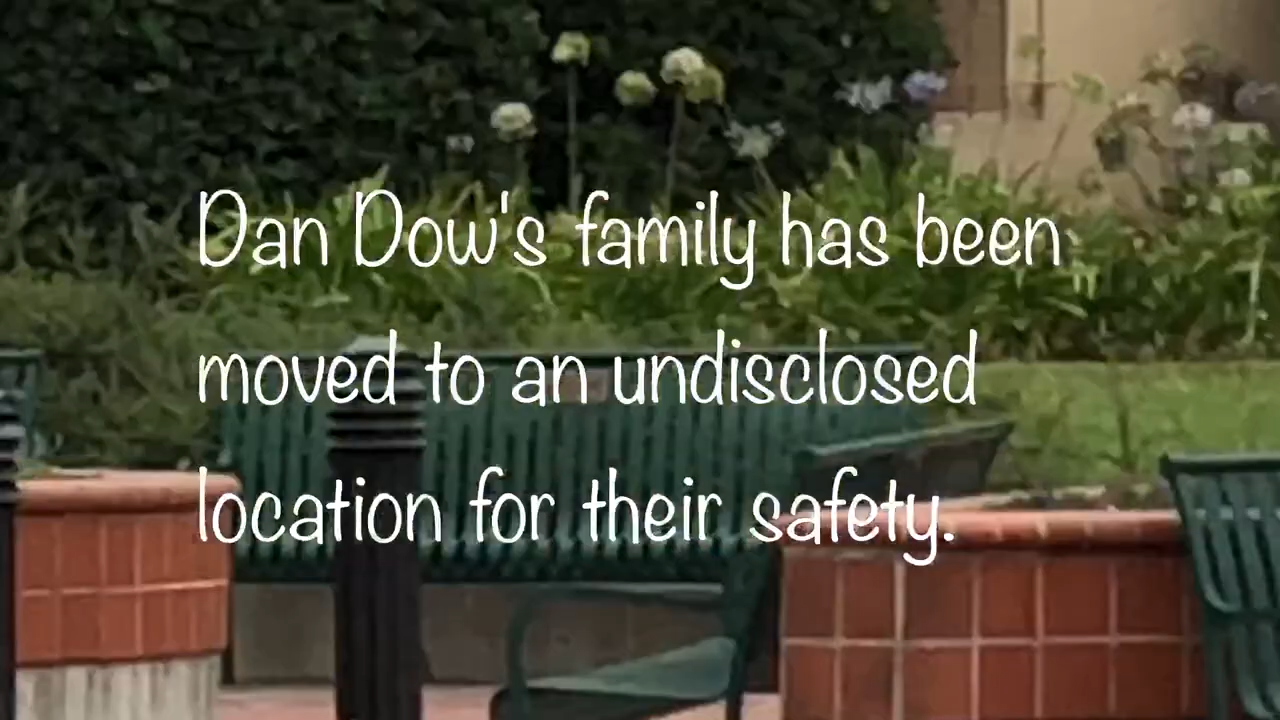 Dan Dow's family has been
moved to an undisclosed
location for their safety.